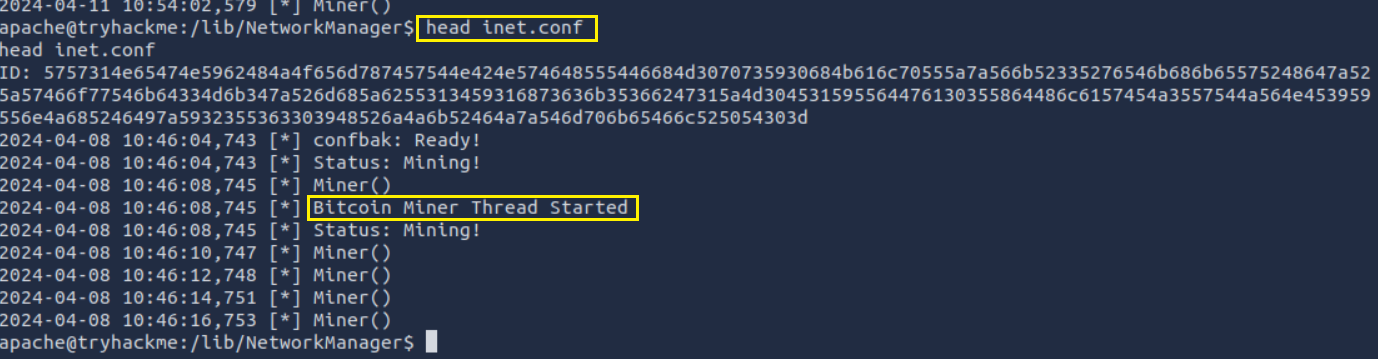 2024-04-11 10:54:02,579 [*] Miner()
apache@tryhackme:/lib/NetworkManager$ head inet.conf
head inet.conf
ID: 5757314e65474e5962484a4f656d787457544e424e574648555446684d3070735930684b616c70555a7a566b52335276546b686b65575248647a52
5a57466f77546b64334d6b347a526d685a6255313459316873636b35366247315a4d304531595564476130355864486c6157454a3557544a564e453959
556e4a685246497a5932355363303948526a4a6b52464a7a546d706b65466c525054303d
2024-04-08 10:46:04,743 [*] confbak: Ready!
2024-04-08 10:46:04,743 [*] Status: Mining!
2024-04-08 10:46:08,745 [*] Miner()
2024-04-08 10:46:08,745 [*] Bitcoin Miner Thread Started
2024-04-08 10:46:08,745 [*] Status: Mining!
2024-04-08 10:46:10,747 [*] Miner()
2024-04-08 10:46:12,748 [*] Miner()
2024-04-08 10:46:14,751 [*] Miner()
2024-04-08 10:46:16,753 [*] Miner()
apache@tryhackme:/lib/NetworkManager$